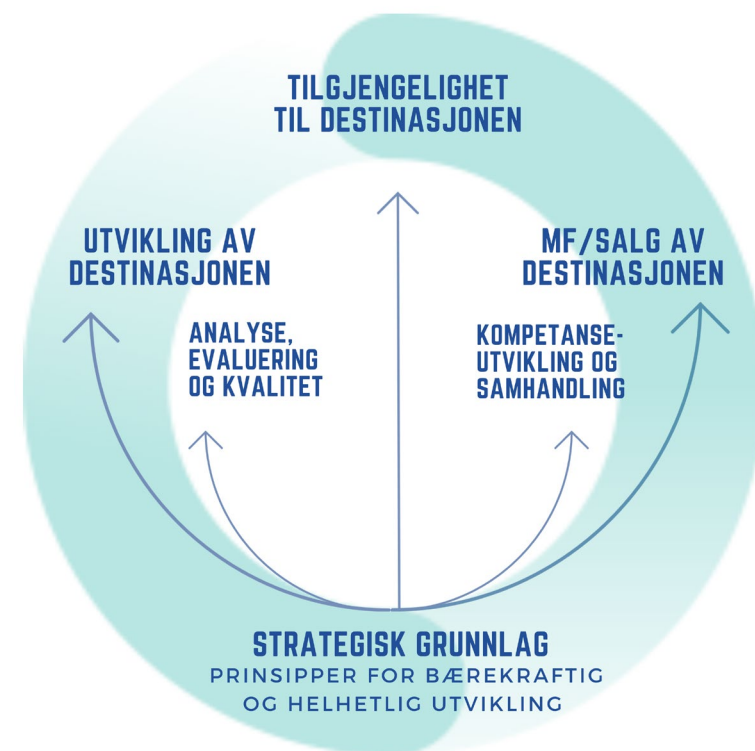 TILGJENGELIGHET
TIL DESTINASJONEN
UTVIKLING AV
DESTINASJONEN
MF/SALG AV
DESTINASJONEN
ANALYSE,
EVALUERING
OG KVALITET
KOMPETANSE-
UTVIKLING OG
SAMHANDLING
STRATEGISK GRUNNLAG
PRINSIPPER FOR BÆREKRAFTIG
OG HELHETLIG UTVIKLING